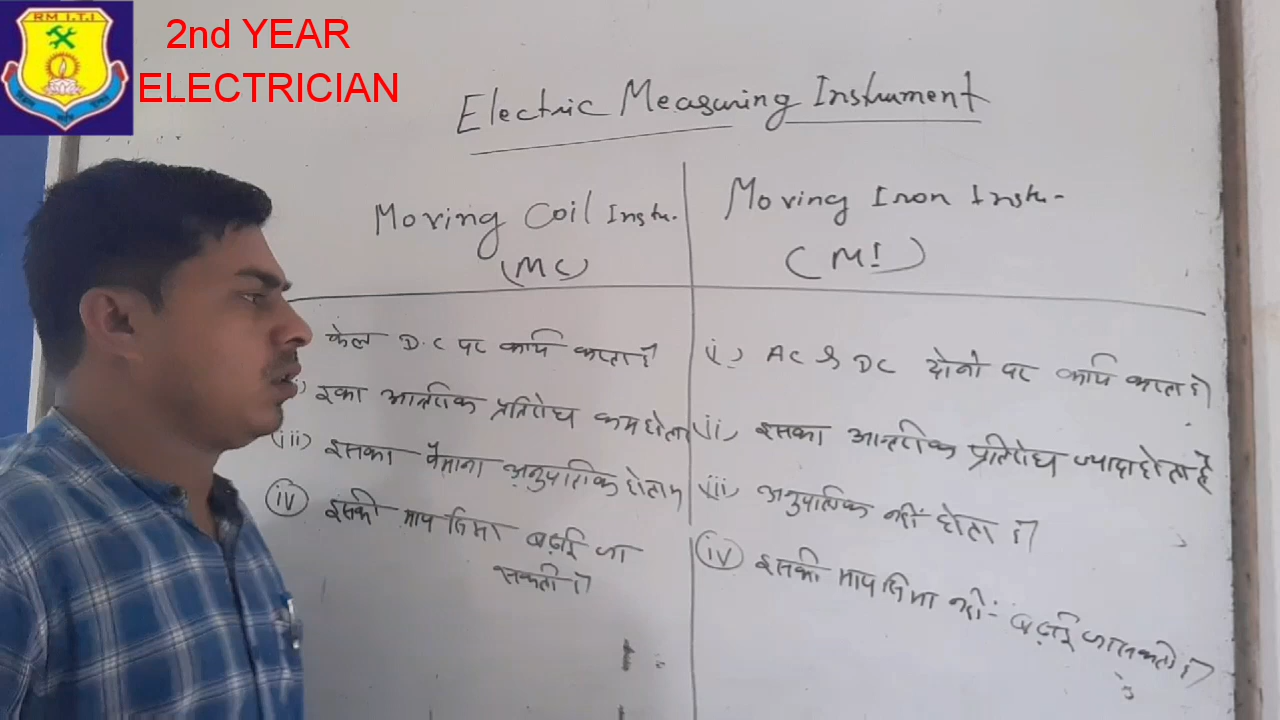 RM I.T.I
2nd YEAR
ELECTRICIAN
Electric Measuring Instrument
Moving Coil Instu.
(MC)
केल D.C पर कार्य करता है
इका आन्तरिक प्रतिरोध कम होता
(iii) इसका पैमाना अनुपातिक होता है
(iv) इसकी माप सिमा बढ़ाई जा
सकती है
Moving Iron Instu-
(MI)
i) AC & DC दोनो पर कार्य करता है
ii) इसका आन्तरिक प्रतिरोध ज्यादा होता है
iii) अनुपातिक नहीं होता है
(iv) इसकी माप सिमा नहीं बढ़ाई जा सकती है